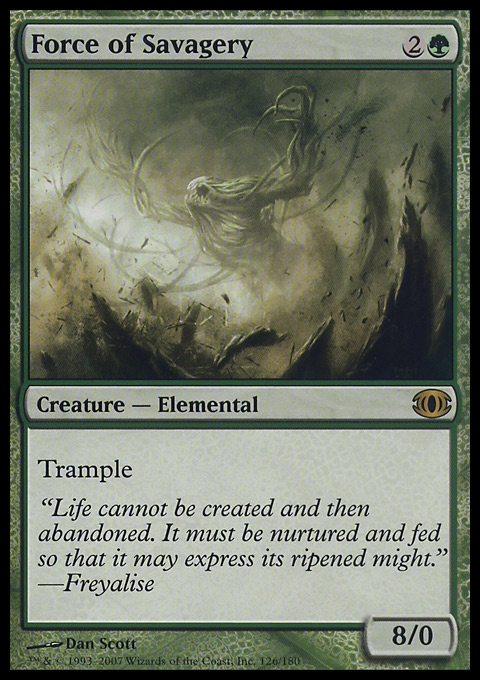 Force of Savagery 2
Creature — Elemental
Trample
“Life cannot be created and then
abandoned. It must be nurtured and fed
so that it may express its ripened might.”
—Freyalise
8/0
Dan Scott
™ & © 1993–2007 Wizards of the Coast, Inc. 126/180